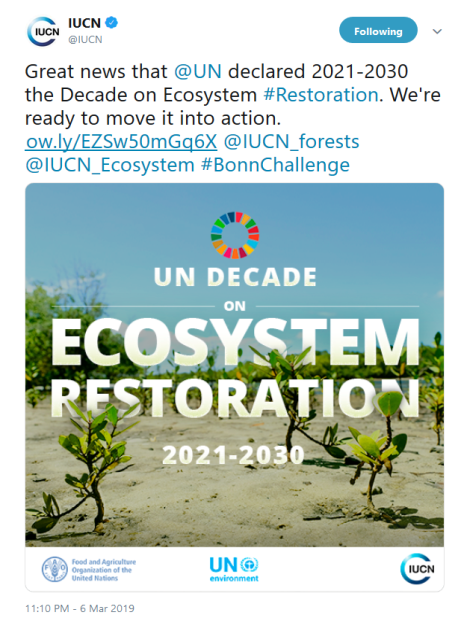 IUCN
IUCN
@IUCN
Following
Great news that @UN declared 2021-2030
the Decade on Ecosystem #Restoration. We're
ready to move it into action.
ow.ly/EZSw50mGq6X @IUCN_forests
@IUCN_Ecosystem #BonnChallenge
UN DECADE
ON
ECOSYSTEM
RESTORATION
2021-2030
F O
Food and Agriculture
Organization of the
United Nations
UN
environment
IUCN
11:10 PM - 6 Mar 2019